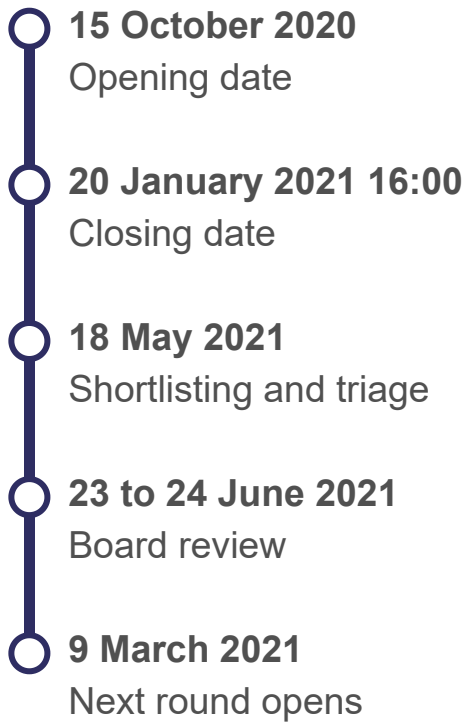 15 October 2020
Opening date
20 January 2021 16:00
Closing date
18 May 2021
Shortlisting and triage
23 to 24 June 2021
Board review
9 March 2021
Next round opens